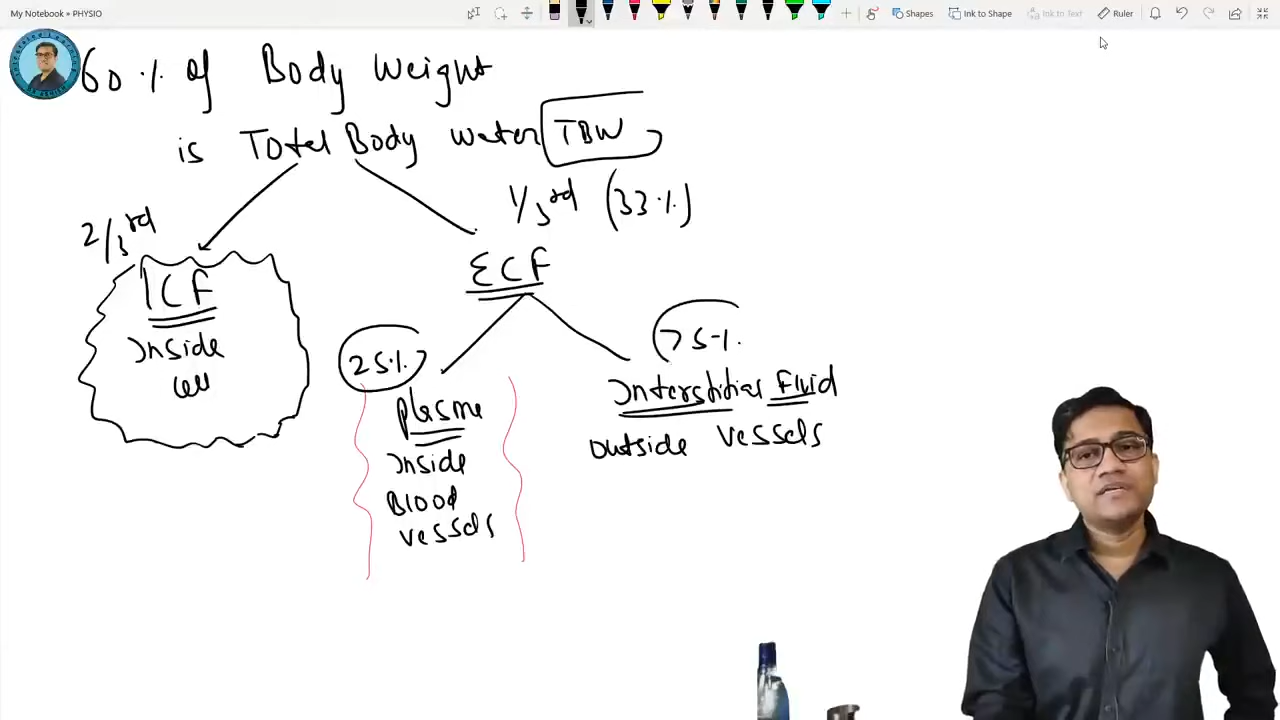 My Notebook » PHYSIO
Shapes
Ink to Shape
Ink to Text
Ruler
60 % of Body Weight
is Total Body water TBW
2/3rd
1/3rd (33%)
ICF
Inside
cell
ECF
25%
75%
plasma
Inside
Blood
vessels
Interstitial Fluid
outside vessels